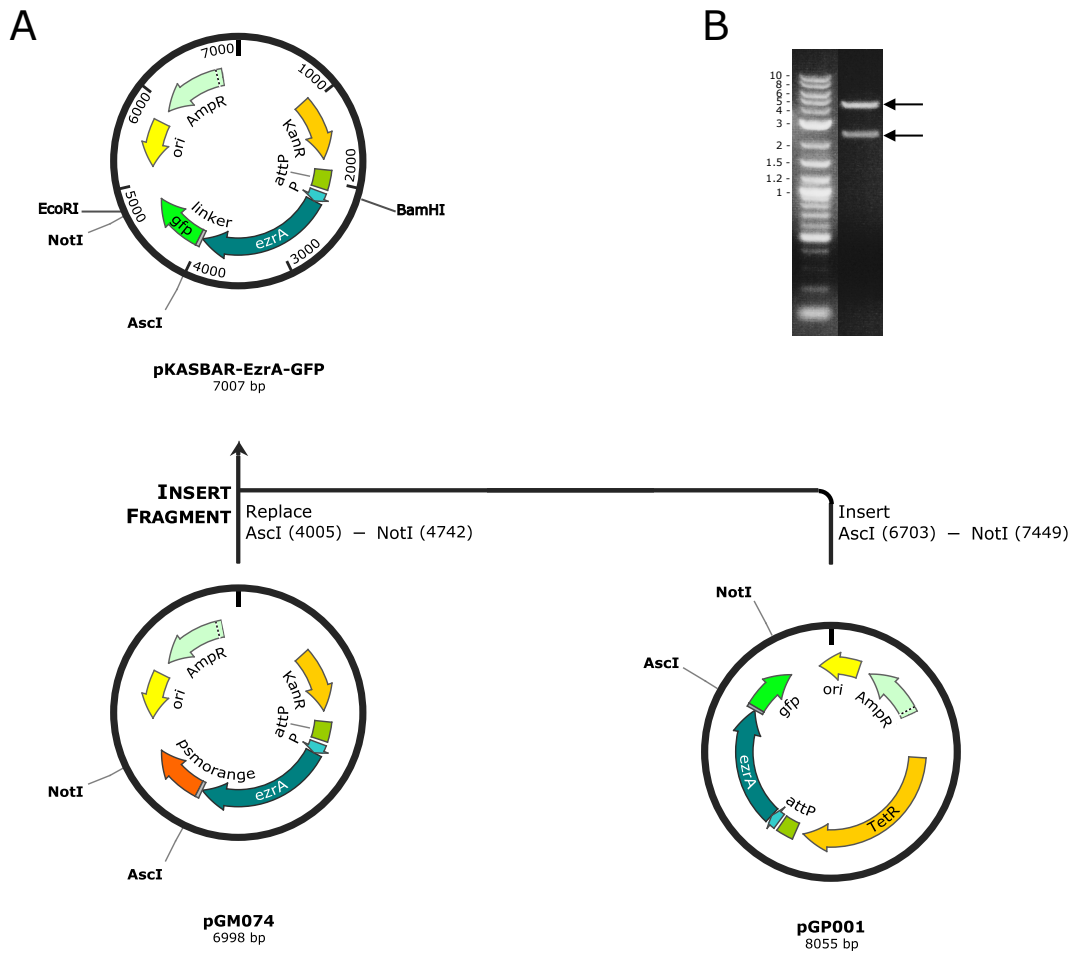 A
B
7000
1000
2000
3000
4000
5000
6000
AmpR
KanR
ori
attP
P
linker
gfp
ezrA
EcoRI
NotI
BamHI
AscI
pKASBAR-EzrA-GFP
7007 bp
10 -
8 -
6 -
5 -
4 -
3 -
2 -
1.5 -
1.2 -
1 -
INSERT
FRAGMENT
Replace
AscI (4005) – NotI (4742)
Insert
AscI (6703) – NotI (7449)
AmpR
KanR
ori
attP
P
psmorange
ezrA
NotI
AscI
pGM074
6998 bp
NotI
AscI
ori
AmpR
gfp
ezrA
attP
TetR
pGP001
8055 bp